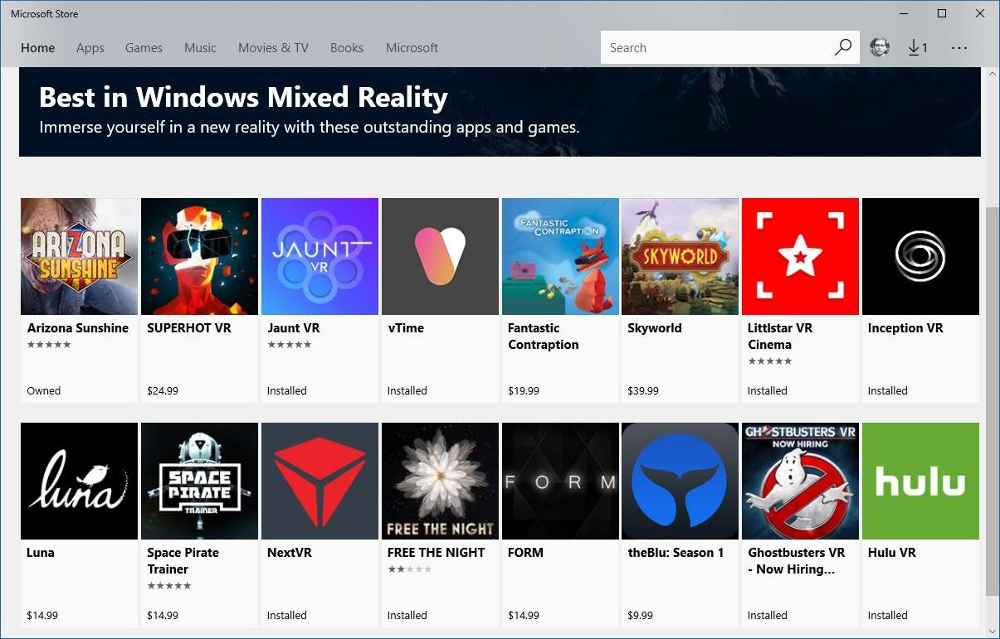 Microsoft Store
Home Apps Games Music Movies & TV Books Microsoft Search 1
Best in Windows Mixed Reality
Immerse yourself in a new reality with these outstanding apps and games.
ARIZONA
SUNSHINE
JAUNT
VR
FANTASTIC
CONTRAPTION
SKYWORLD
Arizona Sunshine
SUPERHOT VR
Jaunt VR
vTime
Fantastic
Contraption
Skyworld
Littlstar VR
Cinema
Inception VR
Owned
$24.99
Installed
Installed
$19.99
$39.99
Installed
Installed
luna
SPACE
PIRATE
TRAINER
FREE THE NIGHT
FORM
GHOSTBUSTERS VR
NOW HIRING
hulu
Luna
Space Pirate
Trainer
NextVR
FREE THE NIGHT
FORM
theBlu: Season 1
Ghostbusters VR
- Now Hiring...
Hulu VR
$14.99
$14.99
Installed
Installed
$14.99
$9.99
Installed
Installed